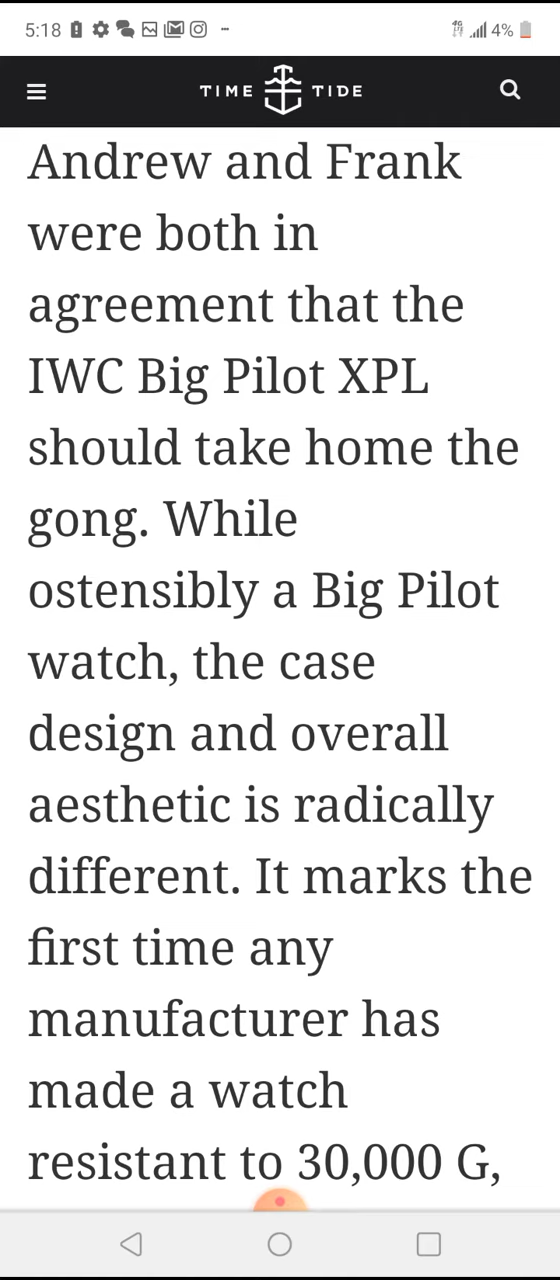 5:18 4G 4%
TIME TIDE
Andrew and Frank
were both in
agreement that the
IWC Big Pilot XPL
should take home the
gong. While
ostensibly a Big Pilot
watch, the case
design and overall
aesthetic is radically
different. It marks the
first time any
manufacturer has
made a watch
resistant to 30,000 G,